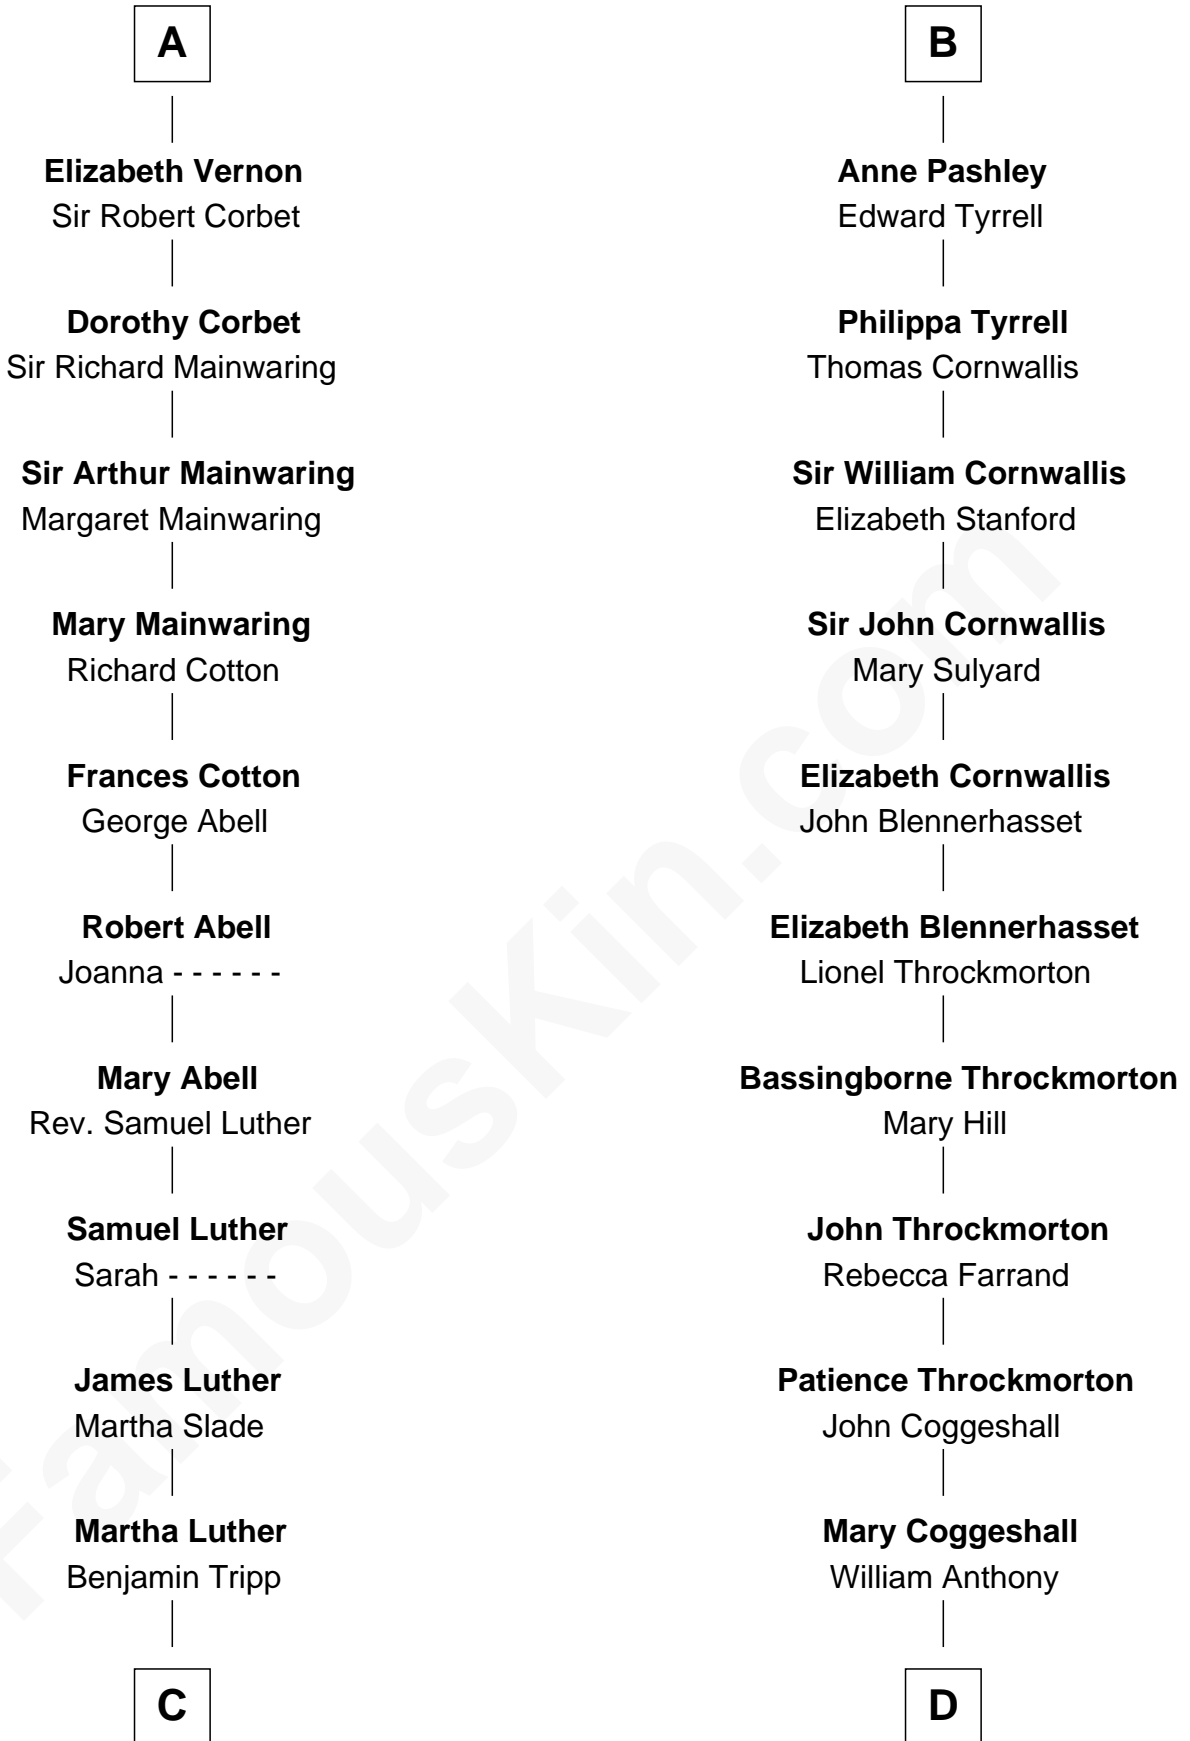 A
Elizabeth Vernon
Sir Robert Corbet
Dorothy Corbet
Sir Richard Mainwaring
Sir Arthur Mainwaring
Margaret Mainwaring
Mary Mainwaring
Richard Cotton
Frances Cotton
George Abell
Robert Abell
Joanna - - - - - -
Mary Abell
Rev. Samuel Luther
Samuel Luther
Sarah - - - - - -
James Luther
Martha Slade
Martha Luther
Benjamin Tripp
C
B
Anne Pashley
Edward Tyrrell
Philippa Tyrrell
Thomas Cornwallis
Sir William Cornwallis
Elizabeth Stanford
Sir John Cornwallis
Mary Sulyard
Elizabeth Cornwallis
John Blennerhasset
Elizabeth Blennerhasset
Lionel Throckmorton
Bassingborne Throckmorton
Mary Hill
John Throckmorton
Rebecca Farrand
Patience Throckmorton
John Coggeshall
Mary Coggeshall
William Anthony
D
FamousKin.com